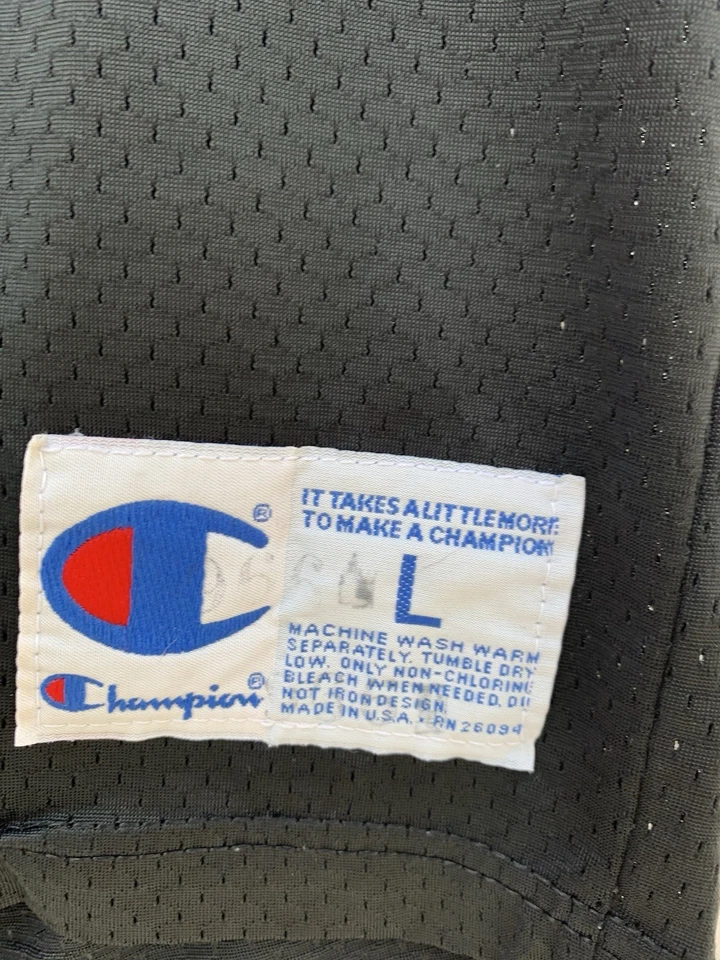 ®
IT TAKES A LITTLE MORE
TO MAKE A CHAMPION
L
MACHINE WASH WARM
SEPARATELY. TUMBLE DRY
LOW. ONLY NON-CHLORINE
BLEACH WHEN NEEDED. DO
NOT IRON DESIGN.
MADE IN U.S.A. RN 26094
Champion®